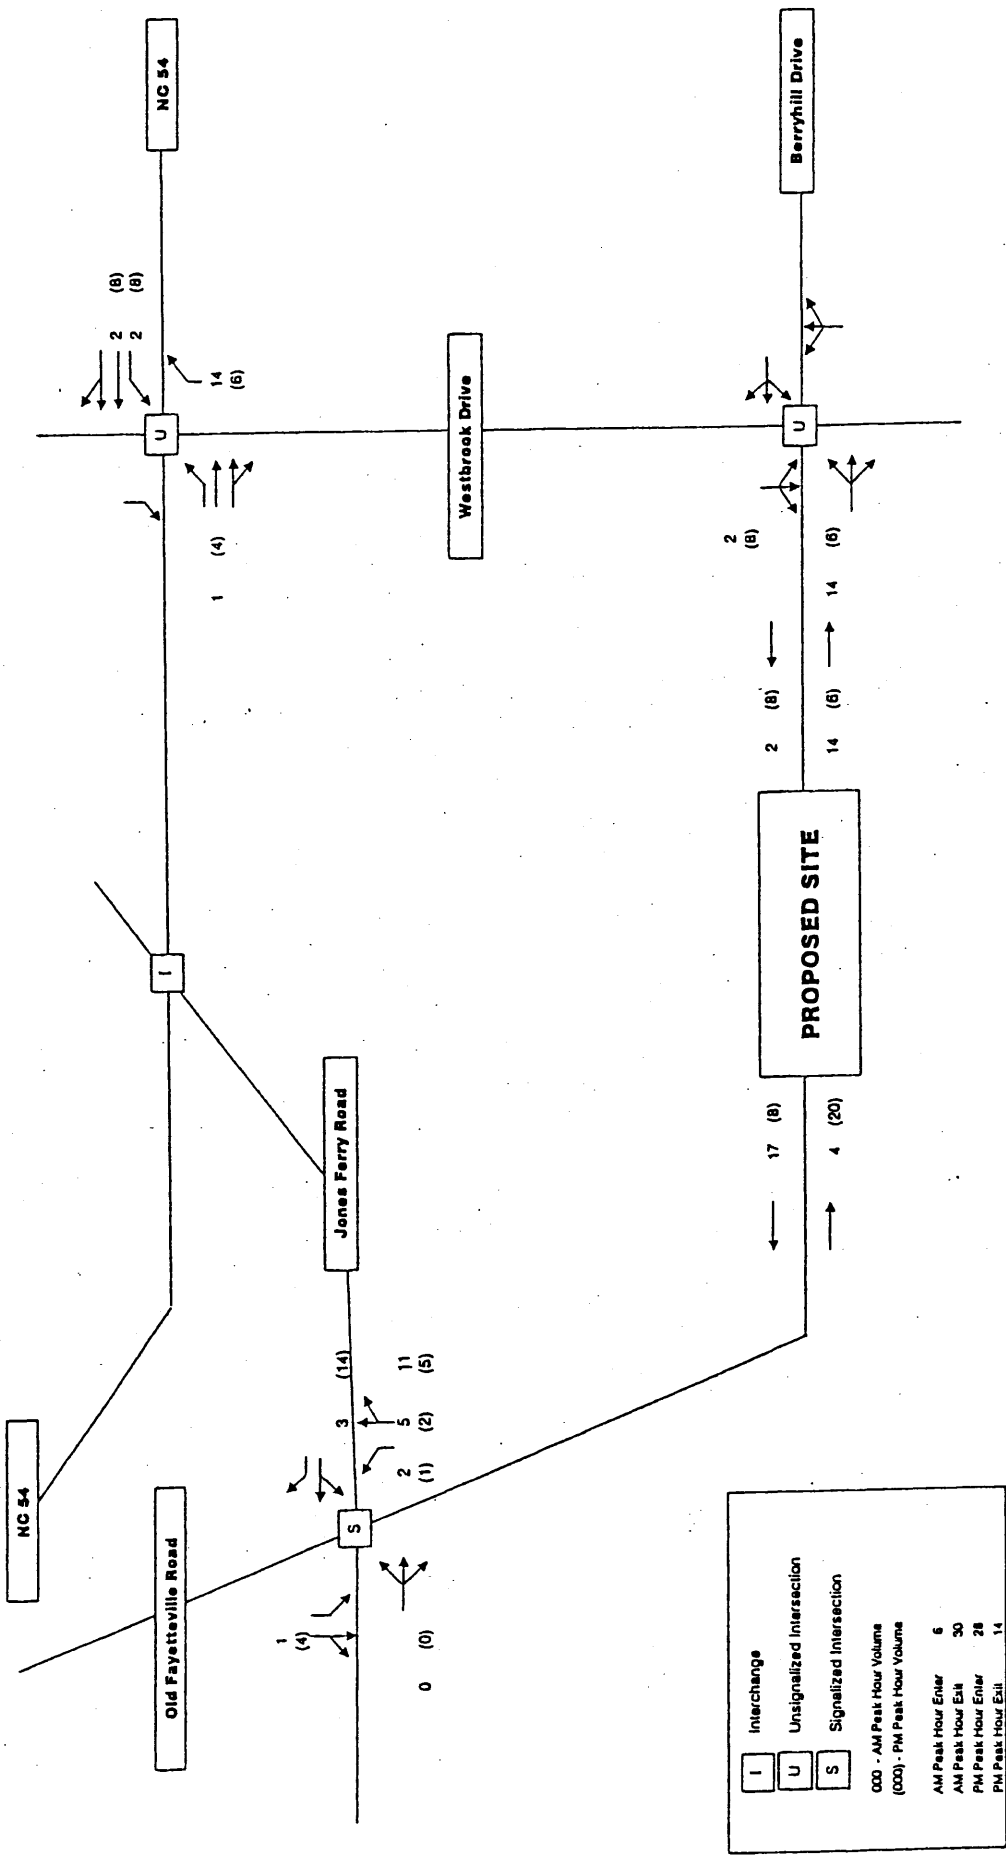 NC 54
Old Fayetteville Road
Jones Ferry Road
NC 54
Westbrook Drive
Berryhill Drive
PROPOSED SITE
I
U
U
S
2 (8)
2 (8)
14
(6)
1 (4)
2
(8)
2 (8)
14 (6)
14 (6)
17 (8)
4 (20)
3 (14)
2
(1)
5
(2)
11
(5)
1
(4)
0 (0)
I Interchange
U Unsignalized Intersection
S Signalized Intersection
000 - AM Peak Hour Volume
(000) - PM Peak Hour Volume
AM Peak Hour Enter 6
AM Peak Hour Exit 30
PM Peak Hour Enter 28
PM Peak Hour Exit 14